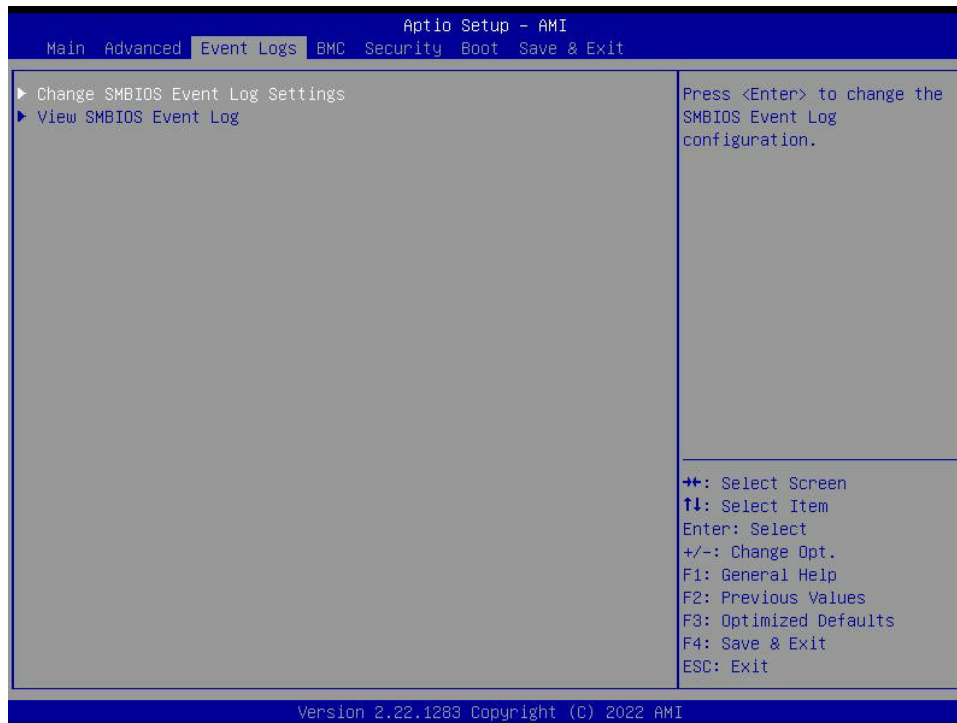 Aptio Setup – AMI
Main Advanced Event Logs BMC Security Boot Save & Exit
▶ Change SMBIOS Event Log Settings
▶ View SMBIOS Event Log
Press <Enter> to change the
SMBIOS Event Log
configuration.
→←: Select Screen
↑↓: Select Item
Enter: Select
+/-: Change Opt.
F1: General Help
F2: Previous Values
F3: Optimized Defaults
F4: Save & Exit
ESC: Exit
Version 2.22.1283 Copyright (C) 2022 AMI